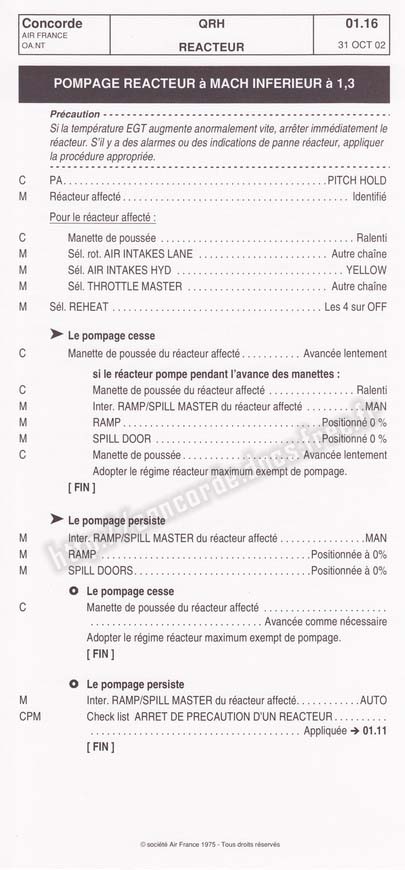 Concorde QRH 01.16
AIR FRANCE
OA.NT REACTEUR 31 OCT 02
POMPAGE REACTEUR à MACH INFERIEUR à 1,3
Précaution
Si la température EGT augmente anormalement vite, arrêter immédiatement le
réacteur. S'il y a des alarmes ou des indications de panne réacteur, appliquer
la procédure appropriée.
C PA PITCH HOLD
M Réacteur affecté Identifié
Pour le réacteur affecté :
C Manette de poussée Ralenti
M Sél. rot. AIR INTAKES LANE Autre chaîne
M Sél. AIR INTAKES HYD YELLOW
M Sél. THROTTLE MASTER Autre chaîne
M Sél. REHEAT Les 4 sur OFF
➤ Le pompage cesse
C Manette de poussée du réacteur affecté Avancée lentement
si le réacteur pompe pendant l'avance des manettes :
C Manette de poussée du réacteur affecté Ralenti
M Inter. RAMP/SPILL MASTER du réacteur affecté MAN
M RAMP Positionné 0 %
M SPILL DOOR Positionné 0 %
C Manette de poussée Avancée lentement
Adopter le régime réacteur maximum exempt de pompage.
[ FIN ]
➤ Le pompage persiste
M Inter. RAMP/SPILL MASTER du réacteur affecté MAN
M RAMP Positionnée à 0%
M SPILL DOORS Positionnée à 0%
Le pompage cesse
C Manette de poussée du réacteur affecté
Avancée comme nécessaire
Adopter le régime réacteur maximum exempt de pompage.
[ FIN ]
Le pompage persiste
M Inter. RAMP/SPILL MASTER du réacteur affecté AUTO
CPM Check list ARRET DE PRECAUTION D'UN REACTEUR
Appliquée ➔ 01.11
[ FIN ]
© société Air France 1975 - Tous droits réservés